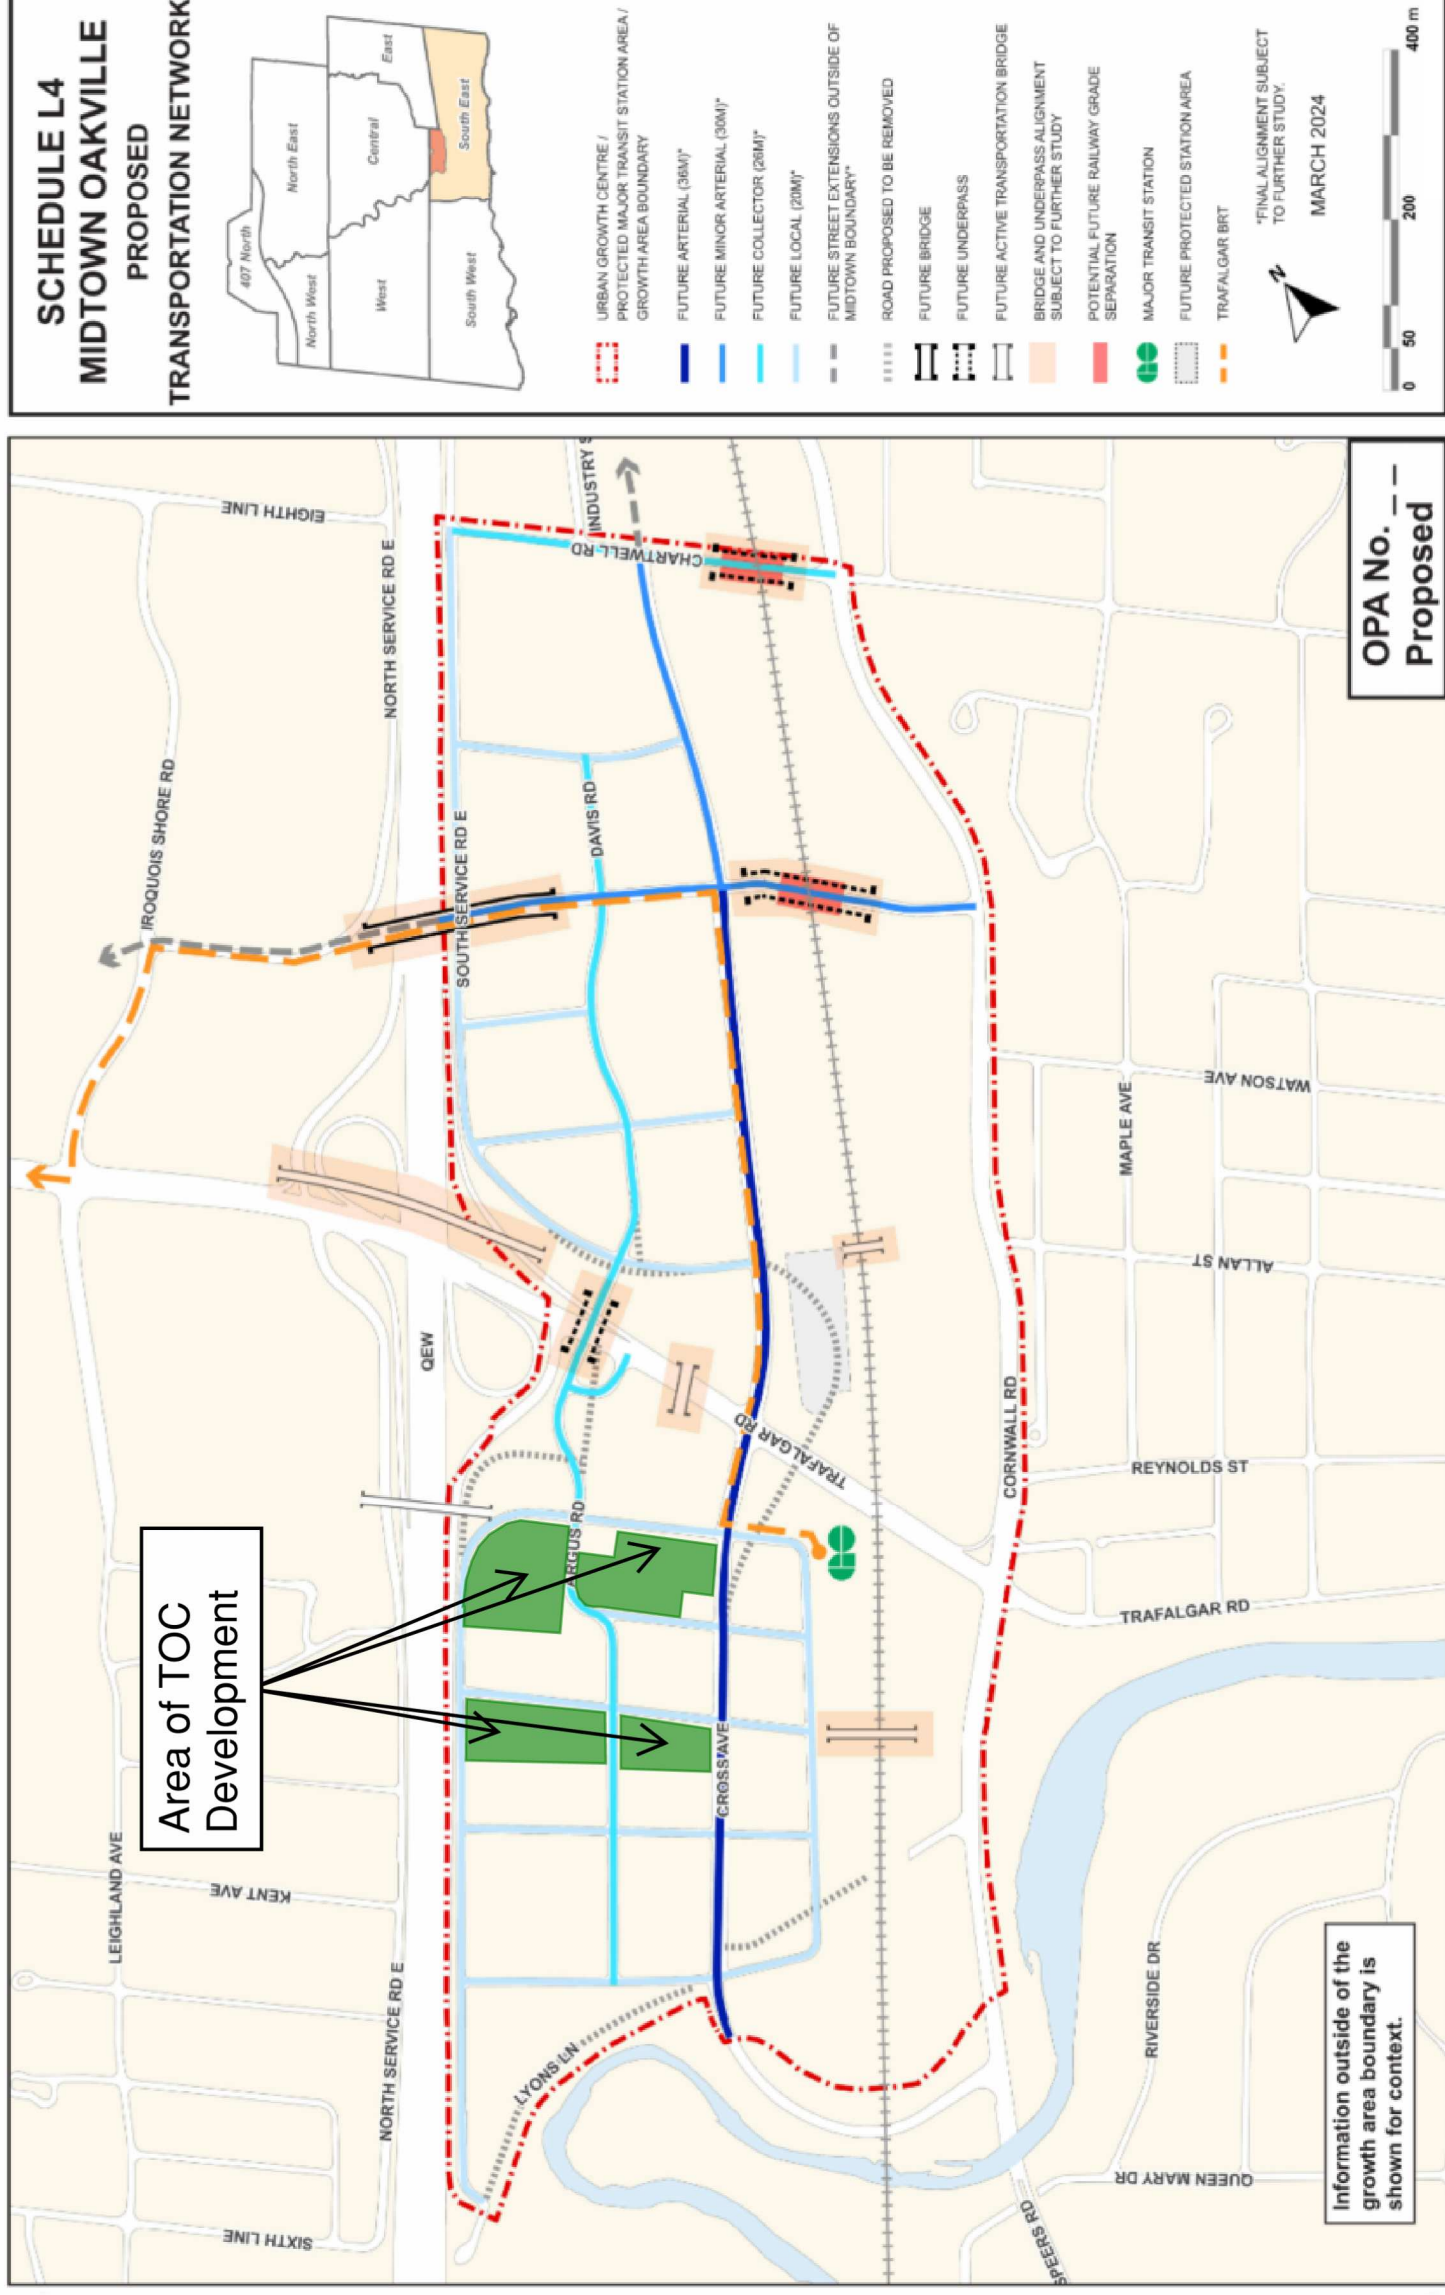 SCHEDULE L4
MIDTOWN OAKVILLE
PROPOSED
TRANSPORTATION NETWORK
407 North
North East
North West
East
Central
West
South East
South West
URBAN GROWTH CENTRE /
PROTECTED MAJOR TRANSIT STATION AREA /
GROWTH AREA BOUNDARY
FUTURE ARTERIAL (36M)*
FUTURE MINOR ARTERIAL (30M)*
FUTURE COLLECTOR (26M)*
FUTURE LOCAL (20M)*
FUTURE STREET EXTENSIONS OUTSIDE OF
MIDTOWN BOUNDARY*
ROAD PROPOSED TO BE REMOVED
FUTURE BRIDGE
FUTURE UNDERPASS
FUTURE ACTIVE TRANSPORTATION BRIDGE
BRIDGE AND UNDERPASS ALIGNMENT
SUBJECT TO FURTHER STUDY
POTENTIAL FUTURE RAILWAY GRADE
SEPARATION
MAJOR TRANSIT STATION
FUTURE PROTECTED STATION AREA
TRAFALGAR BRT
*FINAL ALIGNMENT SUBJECT
TO FURTHER STUDY.
MARCH 2024
N
0
50
200
400 m
Area of TOC
Development
IROQUOIS SHORE RD
EIGHTH LINE
NORTH SERVICE RD E
LEIGHLAND AVE
KENT AVE
NORTH SERVICE RD E
SIXTH LINE
QEW
SOUTH SERVICE RD E
INDUSTRY S
CHARTWELL RD
DAVIS RD
ARGUS RD
TRAFALGAR RD
CROSS AVE
LYONS LN
CORNWALL RD
MAPLE AVE
WATSON AVE
ALLAN ST
REYNOLDS ST
TRAFALGAR RD
RIVERSIDE DR
QUEEN MARY DR
SPEERS RD
Information outside of the
growth area boundary is
shown for context.
OPA No. _ _
Proposed